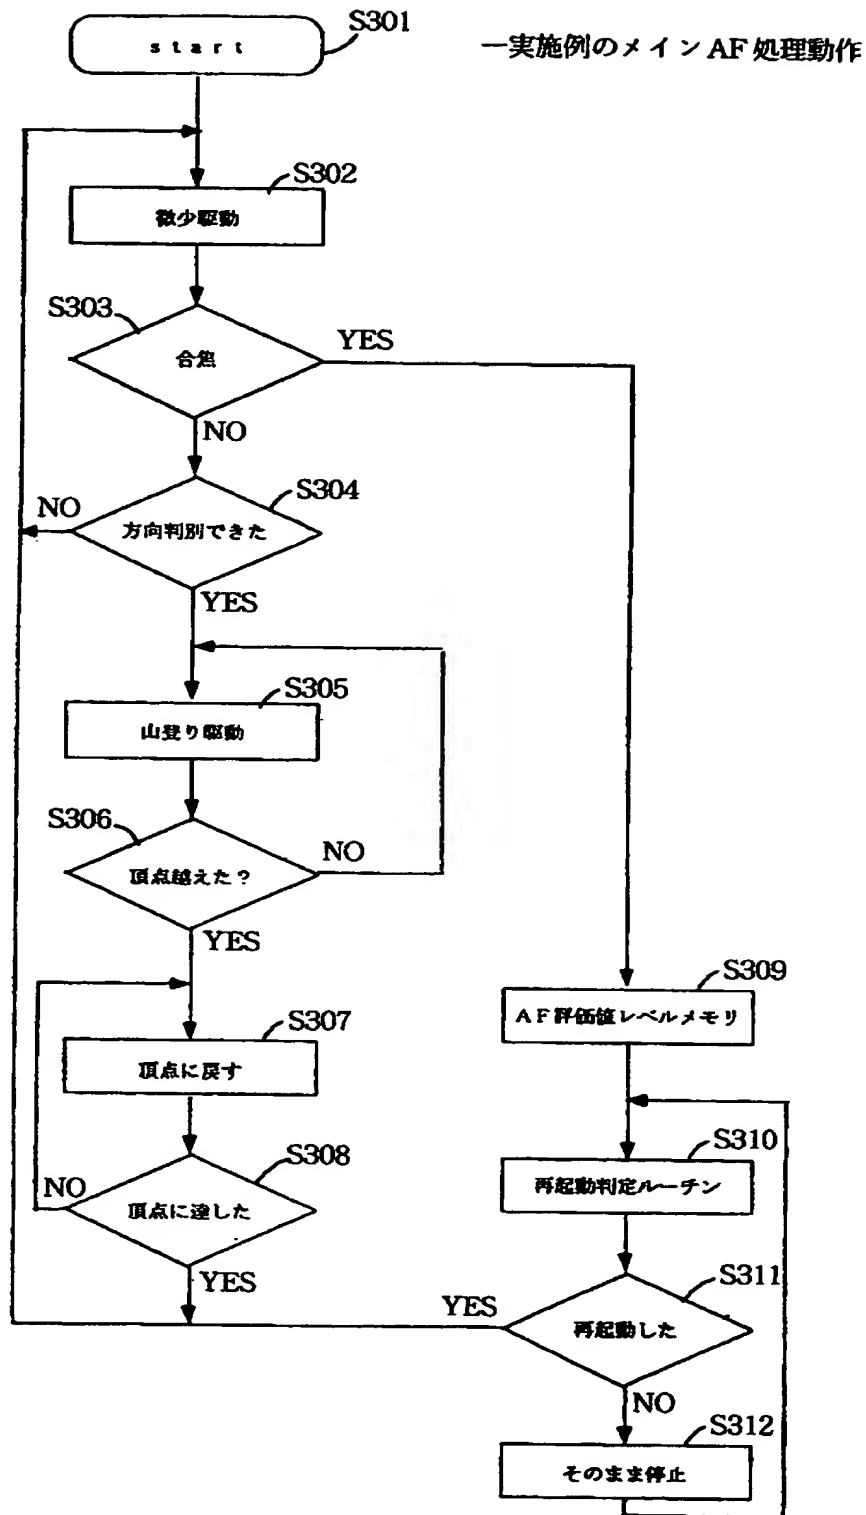 start
S301
一実施例のメインAF処理動作
S302
微少駆動
S303
合焦
YES
NO
S304
方向判別できた
NO
YES
S305
山登り駆動
S306
頂点越えた?
NO
YES
S307
頂点に戻す
S308
頂点に達した
NO
YES
S309
AF評価値レベルメモリ
S310
再起動判定ルーチン
S311
再起動した
YES
NO
S312
そのまま停止